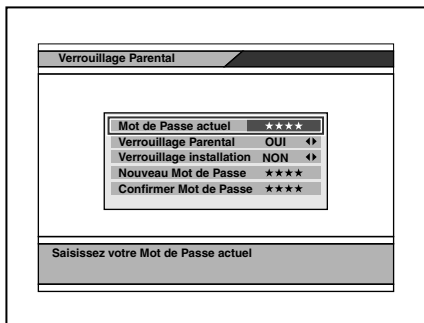 Verrouillage Parental
Mot de Passe actuel ★★★★
Verrouillage Parental OUI
Verrouillage installation NON
Nouveau Mot de Passe ★★★★
Confirmer Mot de Passe ★★★★
Saisissez votre Mot de Passe actuel